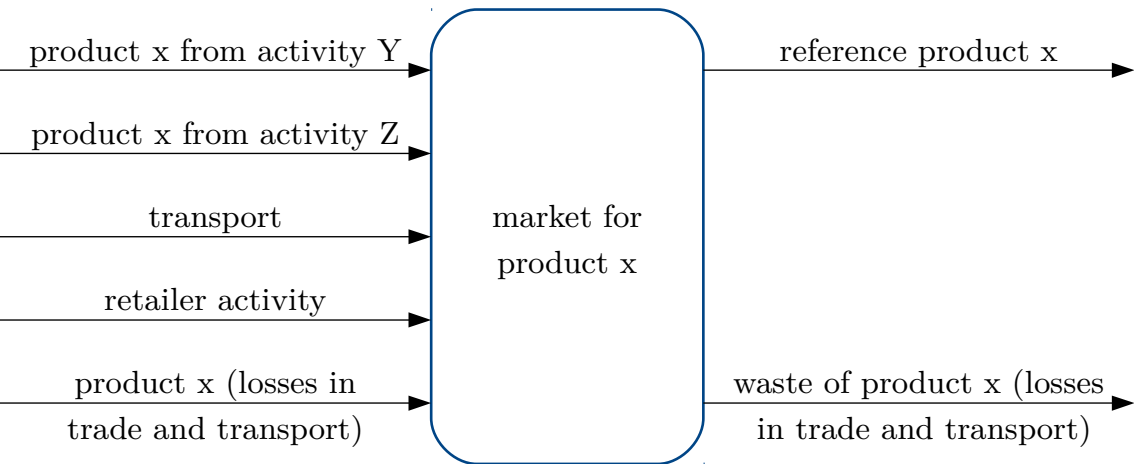 product x from activity Y
reference product x
product x from activity Z
transport
market for
product x
retailer activity
product x (losses in
trade and transport)
waste of product x (losses
in trade and transport)